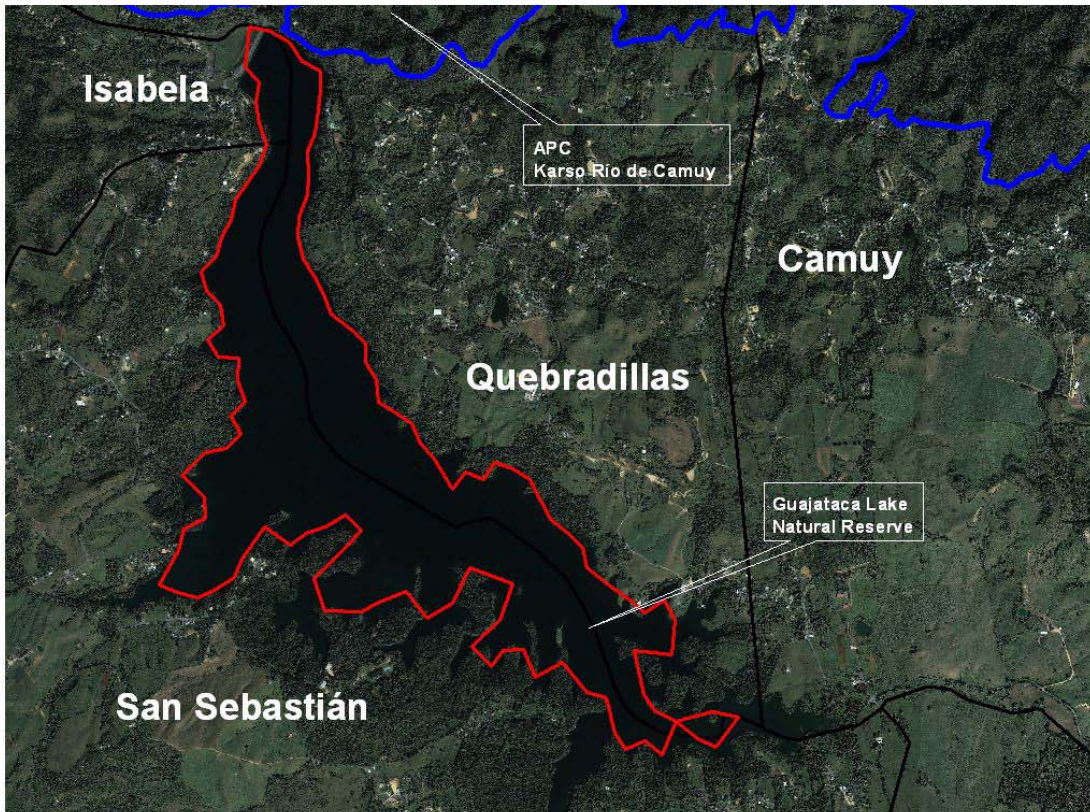 Isabela
APC
Karso Río de Camuy
Camuy
Quebradillas
Guajataca Lake
Natural Reserve
San Sebastián